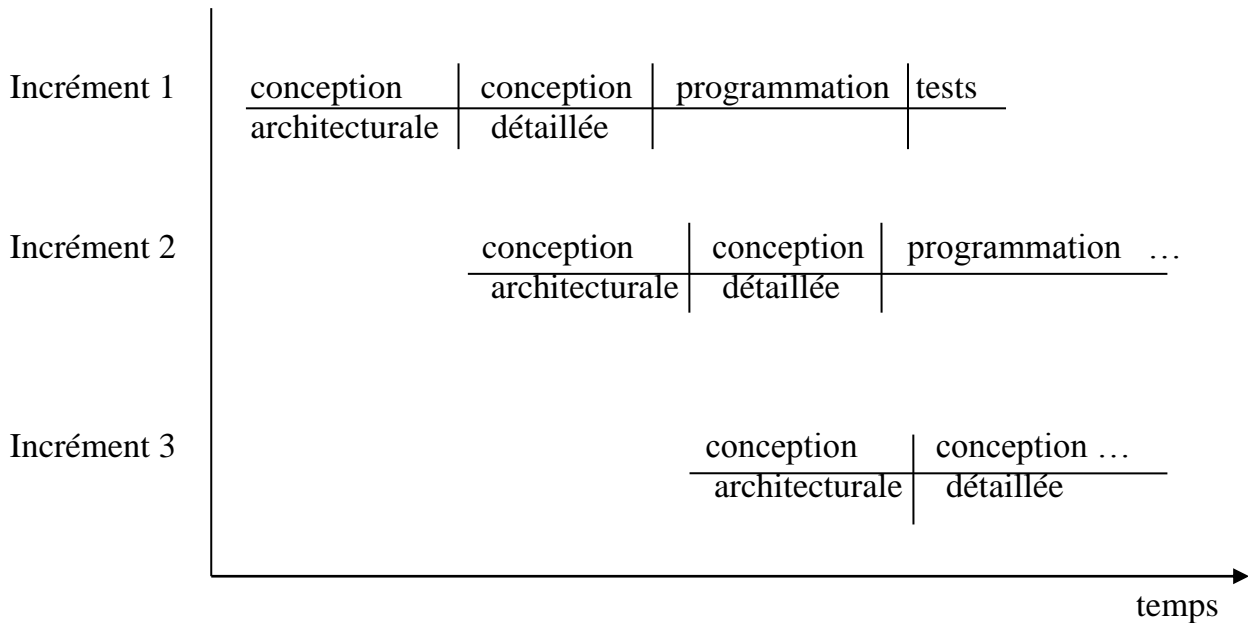 Incrément 1 conception conception programmation tests
architecturale détaillée
Incrément 2 conception conception programmation …
architecturale détaillée
Incrément 3 conception conception …
architecturale détaillée
temps